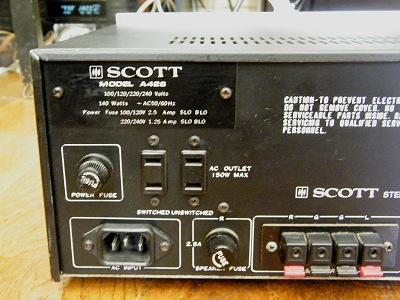 SCOTT
MODEL A426
100/120/220/240 Volts
140 Watts ~ AC50/60Hz
Power Fuse 100/120V 2.5 Amp SLO BLO
220/240V 1.25 Amp SLO BLO
CAUTION-TO PREVENT ELECTR
DO NOT REMOVE COVER. NO
SERVICEABLE PARTS INSIDE. R
SERVICING TO QUALIFIED SERV
PERSONNEL.
AC OUTLET
150W MAX
FUSE
POWER FUSE
SCOTT STE
SWITCHED UNSWITCHED
R
R G G L
2.5A
FUSE
AC INPUT
SPEAKER FUSE